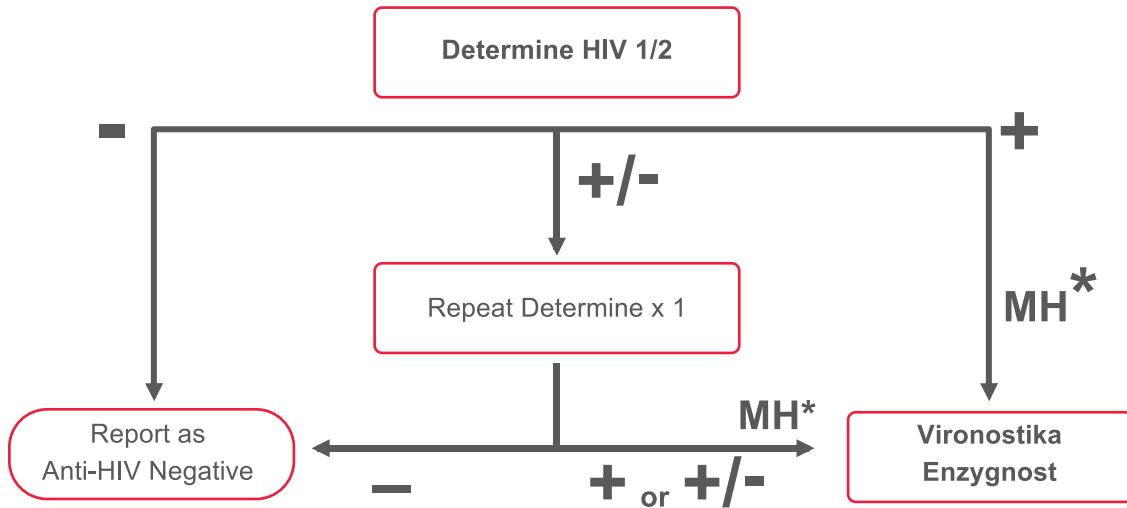 Determine HIV 1/2
-
+/-
+
Repeat Determine x 1
MH*
MH*
Report as
Anti-HIV Negative
Vironostika
Enzygnost
–
+ or +/-